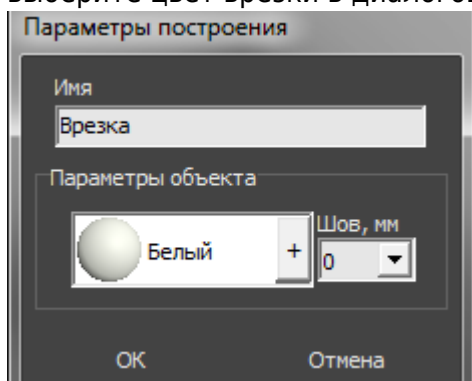 Параметры построения
Имя
Врезка
Параметры объекта
Шов, мм
Белый
+
0
ОК
Отмена